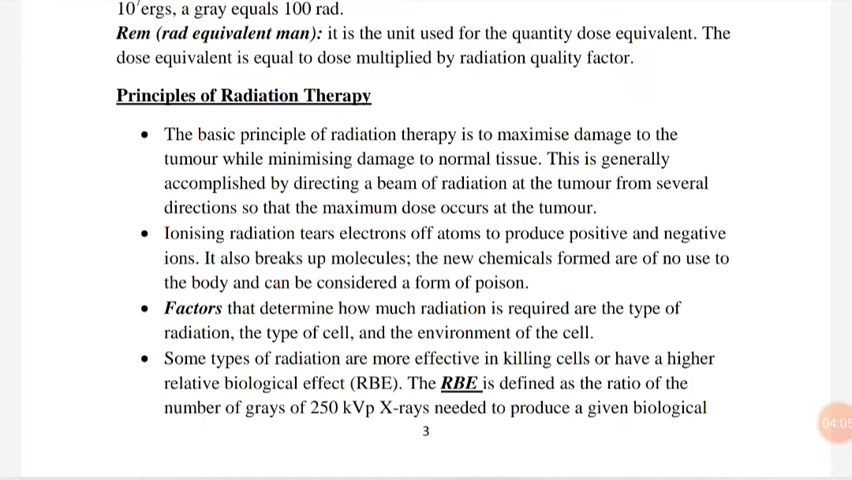 10⁷ergs, a gray equals 100 rad.
Rem (rad equivalent man): it is the unit used for the quantity dose equivalent. The
dose equivalent is equal to dose multiplied by radiation quality factor.
Principles of Radiation Therapy
• The basic principle of radiation therapy is to maximise damage to the
tumour while minimising damage to normal tissue. This is generally
accomplished by directing a beam of radiation at the tumour from several
directions so that the maximum dose occurs at the tumour.
• Ionising radiation tears electrons off atoms to produce positive and negative
ions. It also breaks up molecules; the new chemicals formed are of no use to
the body and can be considered a form of poison.
• Factors that determine how much radiation is required are the type of
radiation, the type of cell, and the environment of the cell.
• Some types of radiation are more effective in killing cells or have a higher
relative biological effect (RBE). The RBE is defined as the ratio of the
number of grays of 250 kVp X-rays needed to produce a given biological
3
04:05